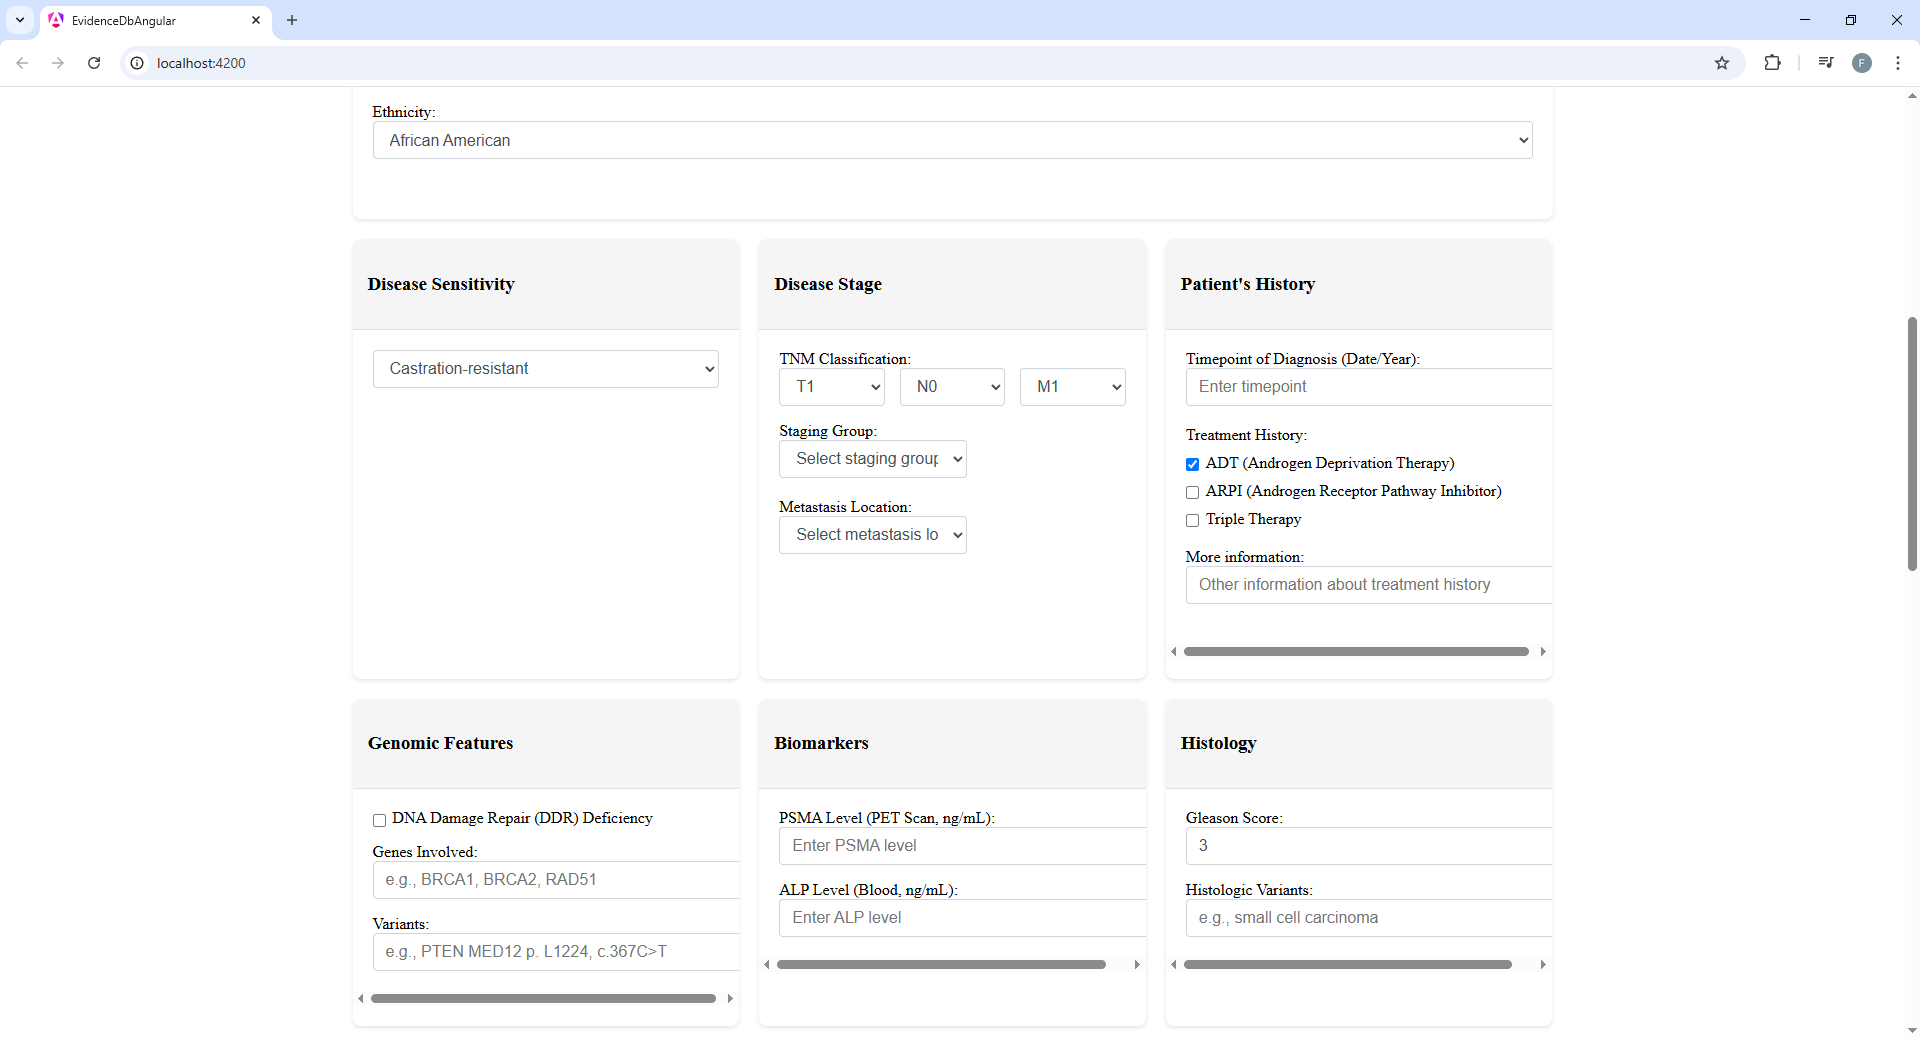 EvidenceDbAngular
localhost:4200
F
Ethnicity:
African American
Disease Sensitivity
Castration-resistant
Disease Stage
TNM Classification:
T1 N0 M1
Staging Group:
Select staging group
Metastasis Location:
Select metastasis lo
Patient's History
Timepoint of Diagnosis (Date/Year):
Enter timepoint
Treatment History:
ADT (Androgen Deprivation Therapy)
ARPI (Androgen Receptor Pathway Inhibitor)
Triple Therapy
More information:
Other information about treatment history
Genomic Features
DNA Damage Repair (DDR) Deficiency
Genes Involved:
e.g., BRCA1, BRCA2, RAD51
Variants:
e.g., PTEN MED12 p. L1224, c.367C>T
Biomarkers
PSMA Level (PET Scan, ng/mL):
Enter PSMA level
ALP Level (Blood, ng/mL):
Enter ALP level
Histology
Gleason Score:
3
Histologic Variants:
e.g., small cell carcinoma